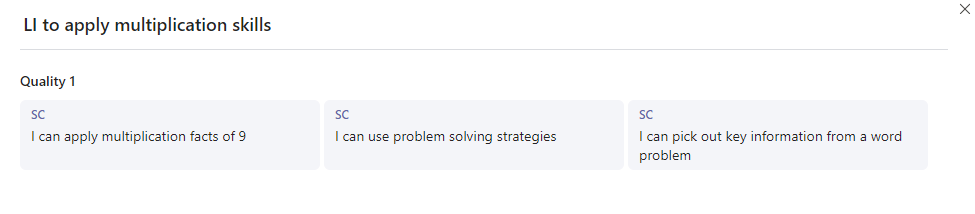 LI to apply multiplication skills
Quality 1
SC
I can apply multiplication facts of 9
SC
I can use problem solving strategies
SC
I can pick out key information from a word
problem